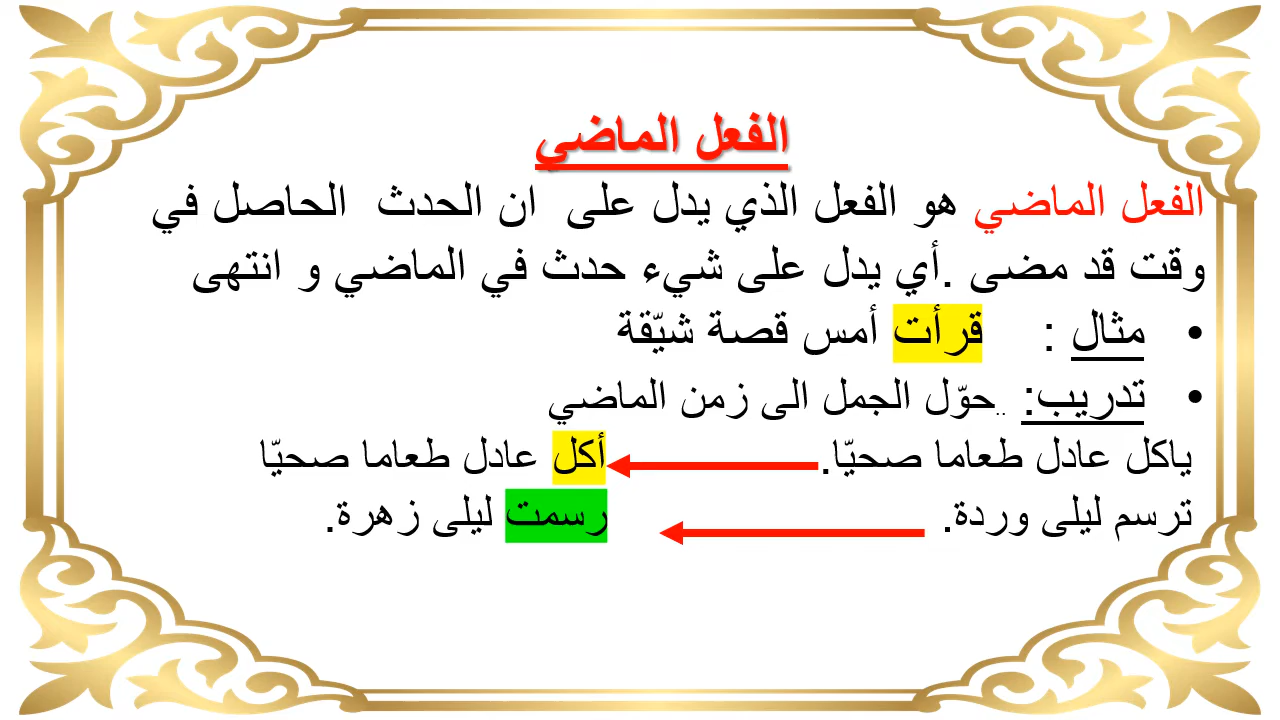 الفعل الماضي
الفعل الماضي هو الفعل الذي يدل على ان الحدث الحاصل في
وقت قد مضى .أي يدل على شيء حدث في الماضي و انتهى
• مثال : قرأت أمس قصة شيّقة
• تدريب: ..حوّل الجمل الى زمن الماضي
ياكل عادل طعاما صحيّا. أكل عادل طعاما صحيّا
ترسم ليلى وردة. رسمت ليلى زهرة.